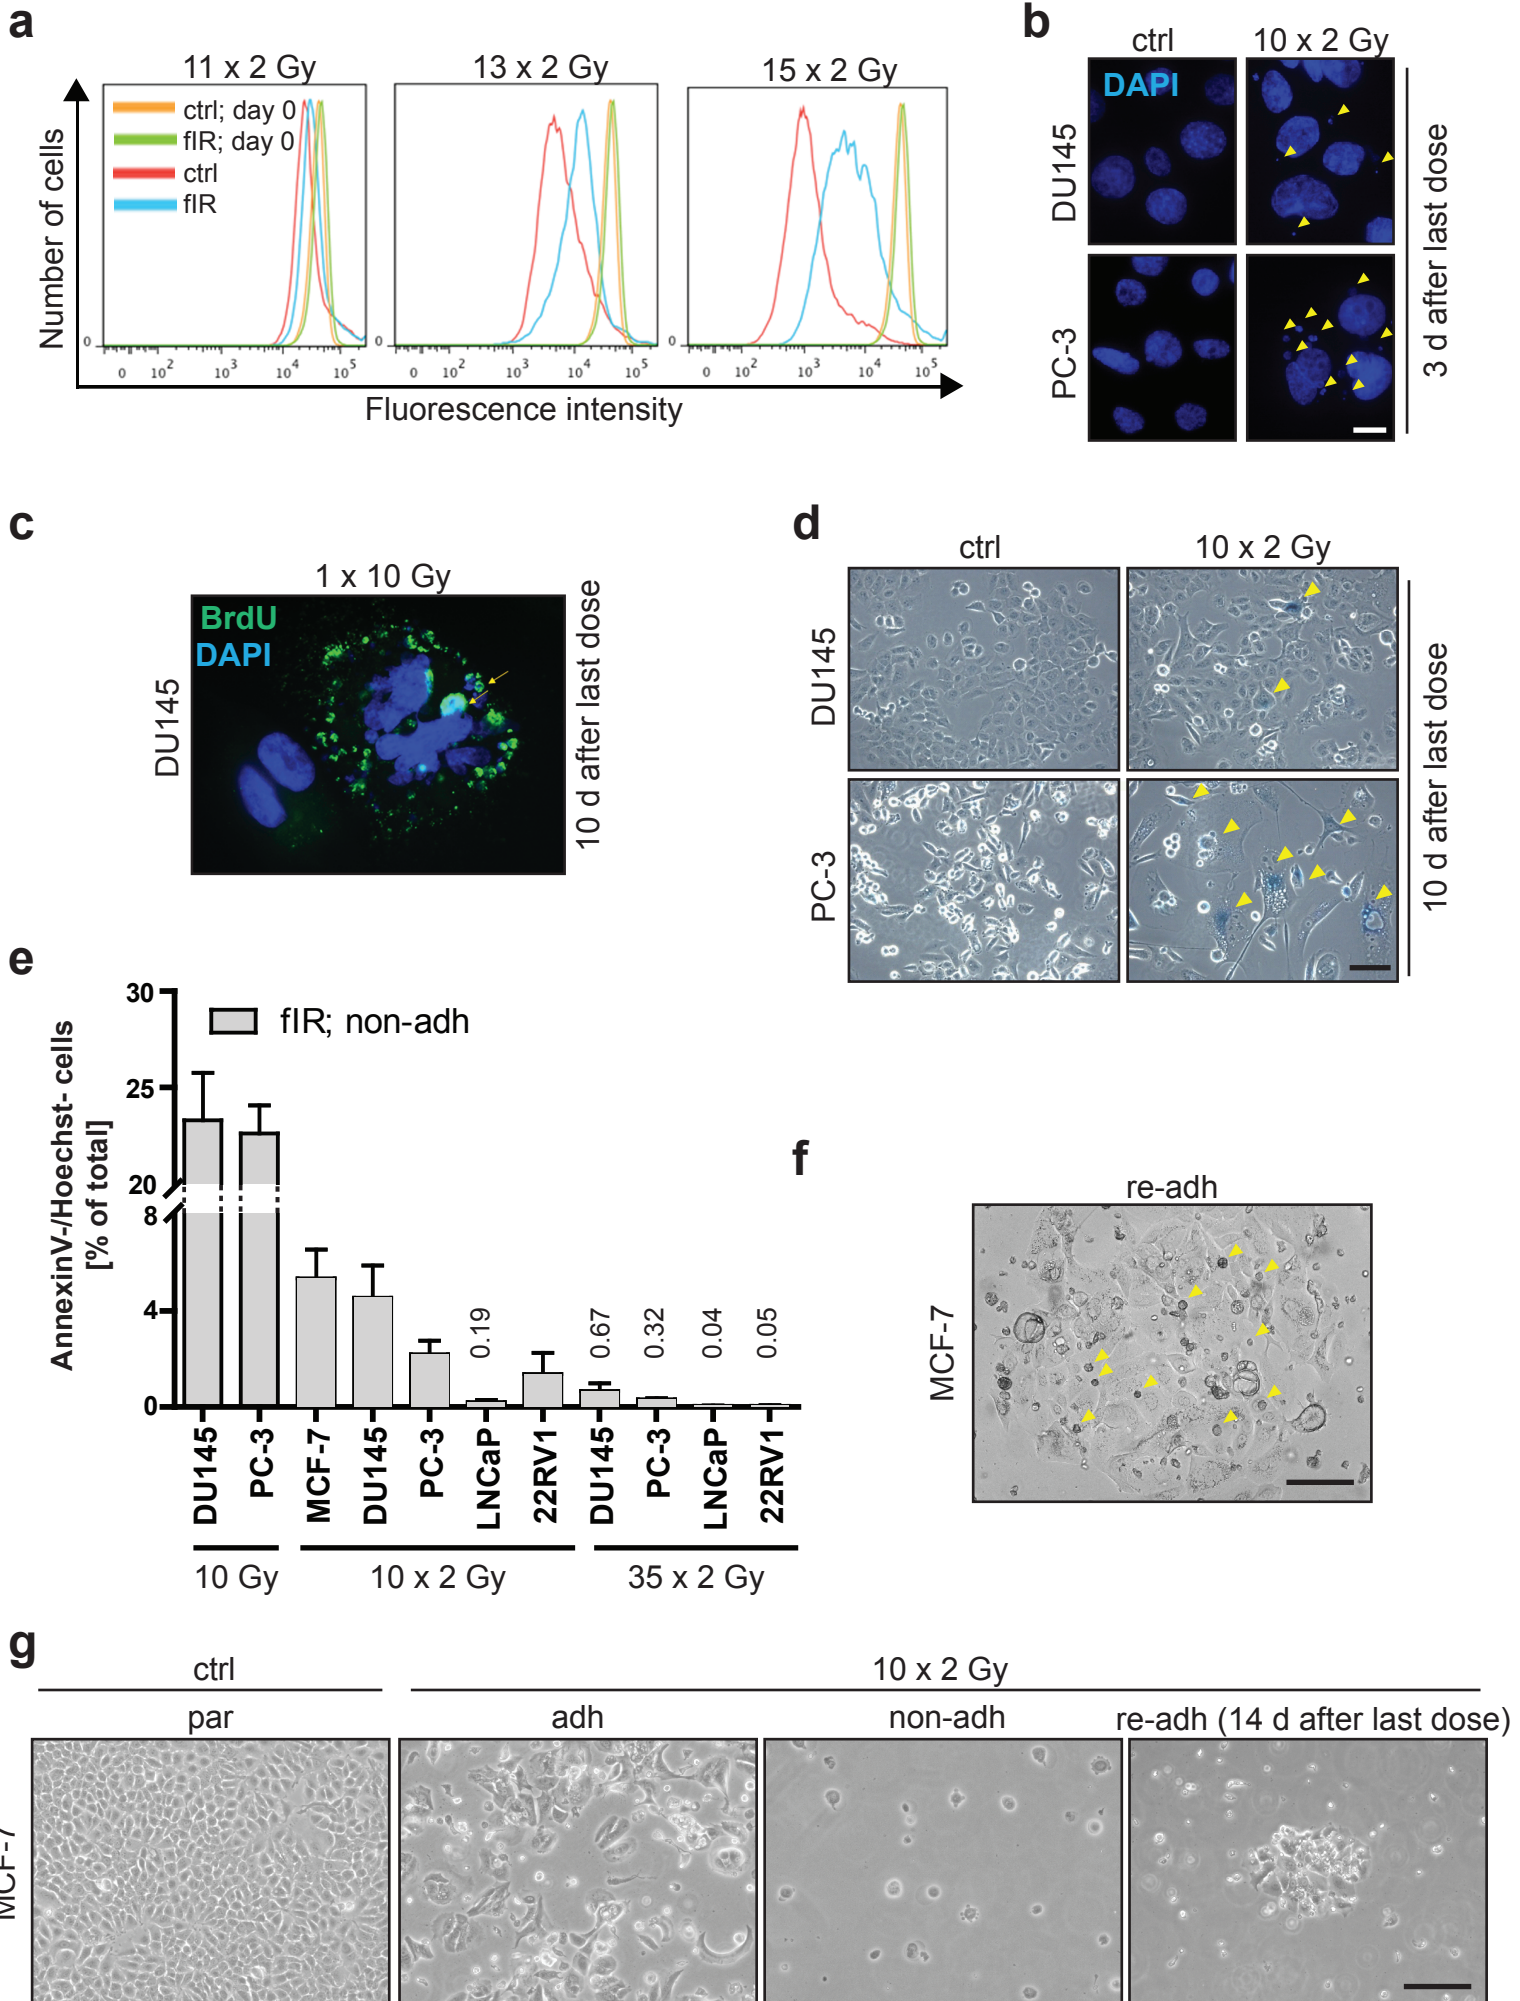 a
11 x 2 Gy
13 x 2 Gy
15 x 2 Gy
ctrl; day 0
fIR; day 0
ctrl
fIR
Number of cells
0
0
0
0 10² 10³ 10⁴ 10⁵
0 10² 10³ 10⁴ 10⁵
0 10² 10³ 10⁴ 10⁵
Fluorescence intensity
b
ctrl
10 x 2 Gy
DAPI
DU145
PC-3
3 d after last dose
c
1 x 10 Gy
BrdU
DAPI
DU145
10 d after last dose
d
ctrl
10 x 2 Gy
DU145
PC-3
10 d after last dose
e
AnnexinV-/Hoechst- cells
[% of total]
30
25
20
8
4
0
fIR; non-adh
0.19
0.67
0.32
0.04
0.05
DU145
PC-3
MCF-7
DU145
PC-3
LNCaP
22RV1
DU145
PC-3
LNCaP
22RV1
10 Gy
10 x 2 Gy
35 x 2 Gy
f
re-adh
MCF-7
g
ctrl
10 x 2 Gy
par
adh
non-adh
re-adh (14 d after last dose)
MCF-7